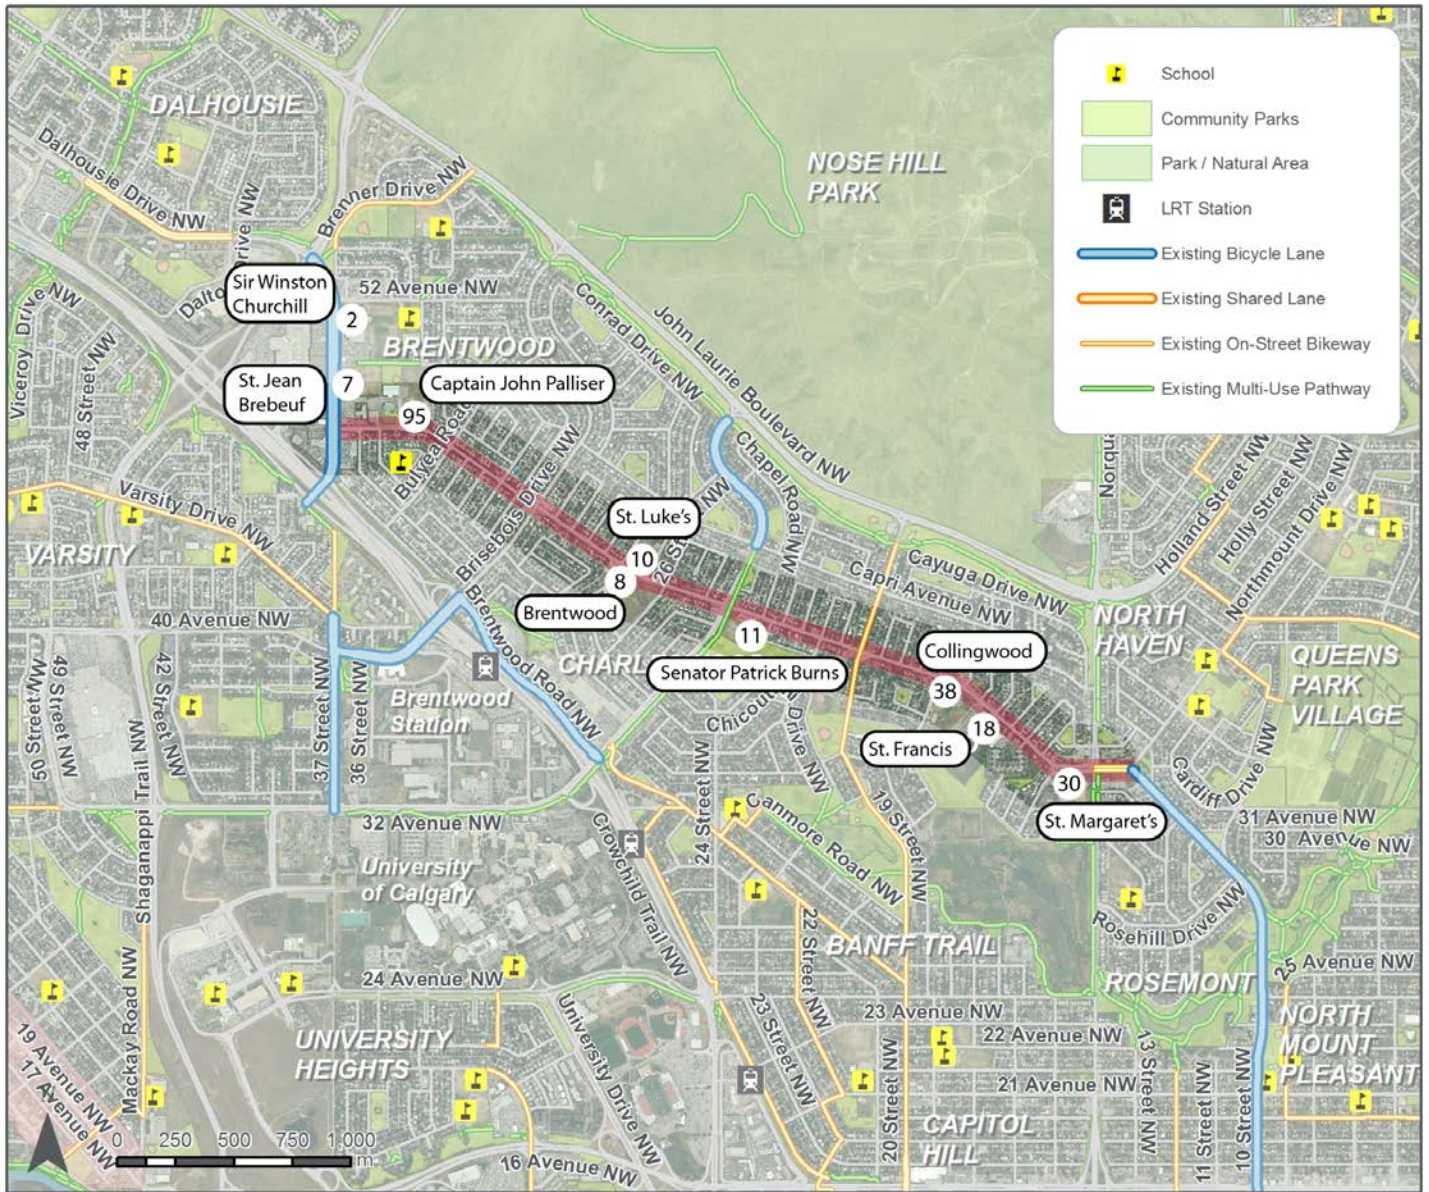 School
Community Parks
Park / Natural Area
LRT Station
Existing Bicycle Lane
Existing Shared Lane
Existing On-Street Bikeway
Existing Multi-Use Pathway
DALHOUSIE
Dalhousie Drive NW
Brenner Drive NW
NOSE HILL
PARK
Sir Winston
Churchill
52 Avenue NW
2
BRENTWOOD
Conrad Drive NW
John Laurie Boulevard NW
Viceroy Drive NW
48 Street NW
St. Jean
Brebeuf
7
Captain John Palliser
95
Chapel Road NW
Brisebois Drive NW
Holland Street NW
Holly Street NW
Northmount Drive NW
Varsity Drive NW
VARSITY
St. Luke's
10
8
Brentwood
11
Senator Patrick Burns
Cayuga Drive NW
Capri Avenue NW
NORTH
HAVEN
QUEENS
PARK
VILLAGE
40 Avenue NW
50 Street NW
49 Street NW
42 Street NW
37 Street NW
36 Street NW
Brentwood
Station
Brentwood Road NW
Collingwood
38
18
St. Francis
30
St. Margaret's
Cardiff Drive NW
31 Avenue NW
30 Avenue NW
Shaganappi Trail NW
32 Avenue NW
24 Street NW
Canmore Road NW
19 Street NW
University
of Calgary
Crowchild Trail NW
Rosehill Drive NW
BANFF TRAIL
22 Street NW
ROSEMONT
25 Avenue NW
24 Avenue NW
Mackay Road NW
23 Avenue NW
22 Avenue NW
21 Avenue NW
23 Street NW
20 Street NW
13 Street NW
11 Street NW
10 Street NW
NORTH
MOUNT
PLEASANT
UNIVERSITY
HEIGHTS
University Drive NW
CAPITOL
HILL
19 Avenue NW
17 Avenue NW
16 Avenue NW
0 250 500 750 1,000
m